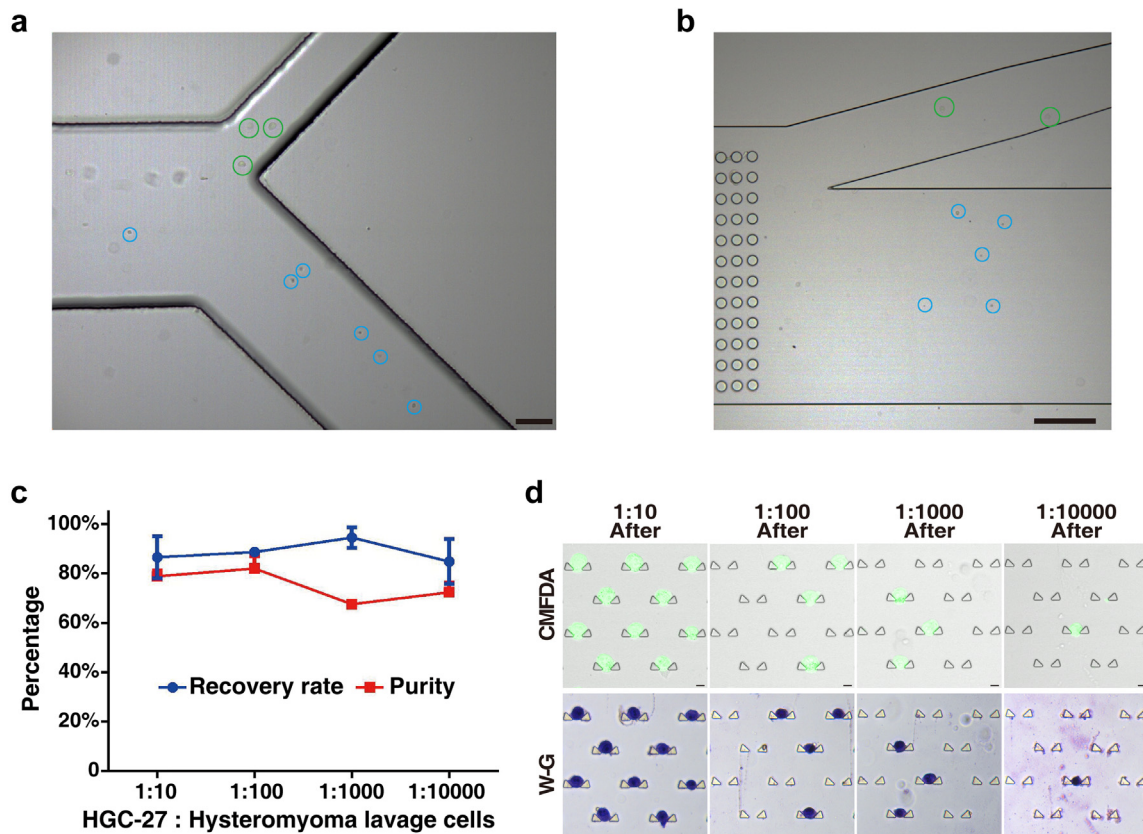 a
b
c
100%
80%
60%
40%
20%
0
Percentage
Recovery rate
Purity
1:10
1:100
1:1000
1:10000
HGC-27 : Hysteromyoma lavage cells
d
1:10
After
1:100
After
1:1000
After
1:10000
After
CMFDA
W-G